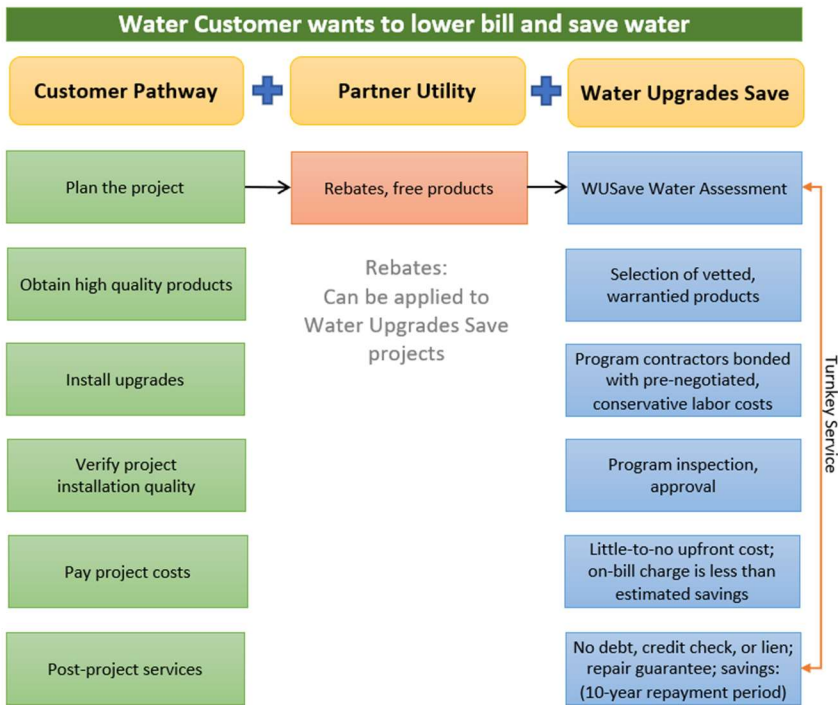 Water Customer wants to lower bill and save water
Customer Pathway
Partner Utility
Water Upgrades Save
Plan the project
Rebates, free products
WUSave Water Assessment
Obtain high quality products
Rebates:
Can be applied to
Water Upgrades Save
projects
Selection of vetted,
warrantied products
Install upgrades
Program contractors bonded
with pre-negotiated,
conservative labor costs
Verify project
installation quality
Program inspection,
approval
Pay project costs
Little-to-no upfront cost;
on-bill charge is less than
estimated savings
Post-project services
No debt, credit check, or lien;
repair guarantee; savings:
(10-year repayment period)
Turnkey Service